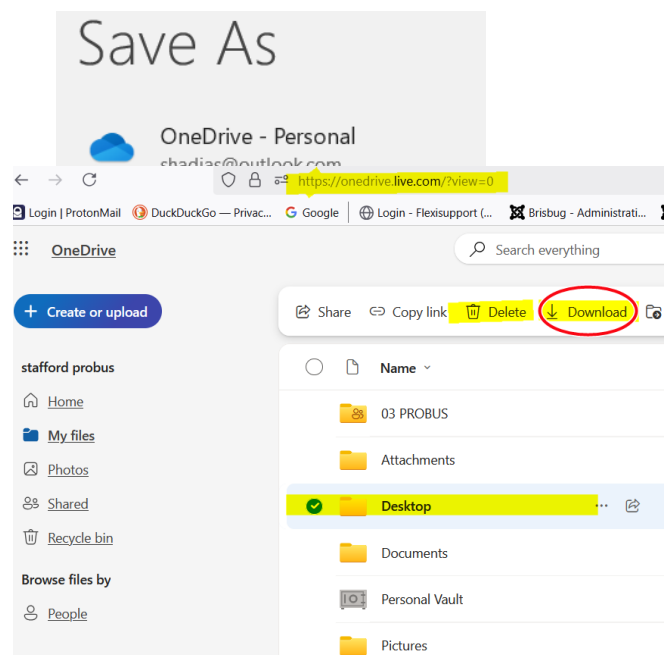 Save As
OneDrive - Personal
shadias@outlook.com
https://onedrive.live.com/?view=0
Login | ProtonMail DuckDuckGo — Privac... Google Login - Flexisupport (... Brisbug - Administrati...
OneDrive Search everything
+ Create or upload Share Copy link Delete Download
stafford probus Name
Home 03 PROBUS
My files Attachments
Photos
Shared Desktop ...
Recycle bin Documents
Browse files by
People Personal Vault
Pictures